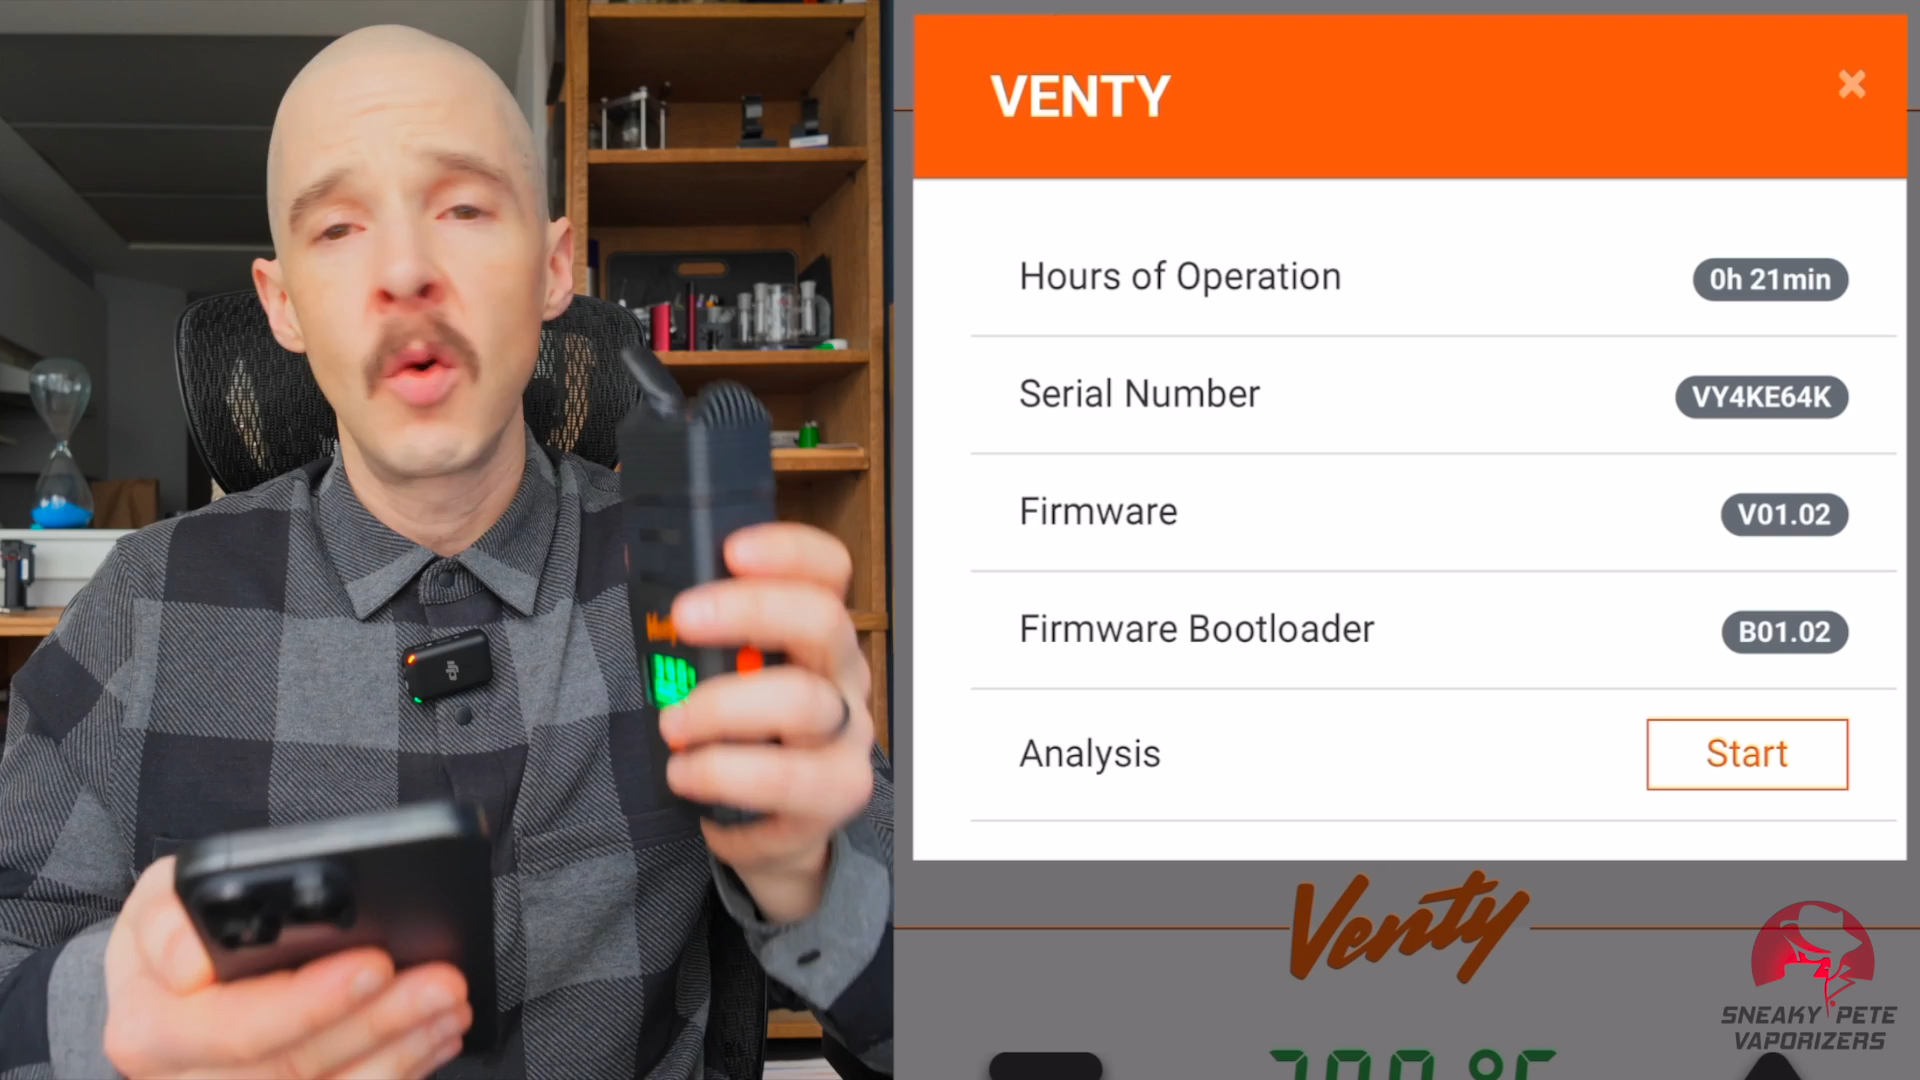 VENTY
Hours of Operation
0h 21min
Serial Number
VY4KE64K
Firmware
V01.02
Firmware Bootloader
B01.02
Analysis
Start
Venty
SNEAKY PETE
VAPORIZERS
dji